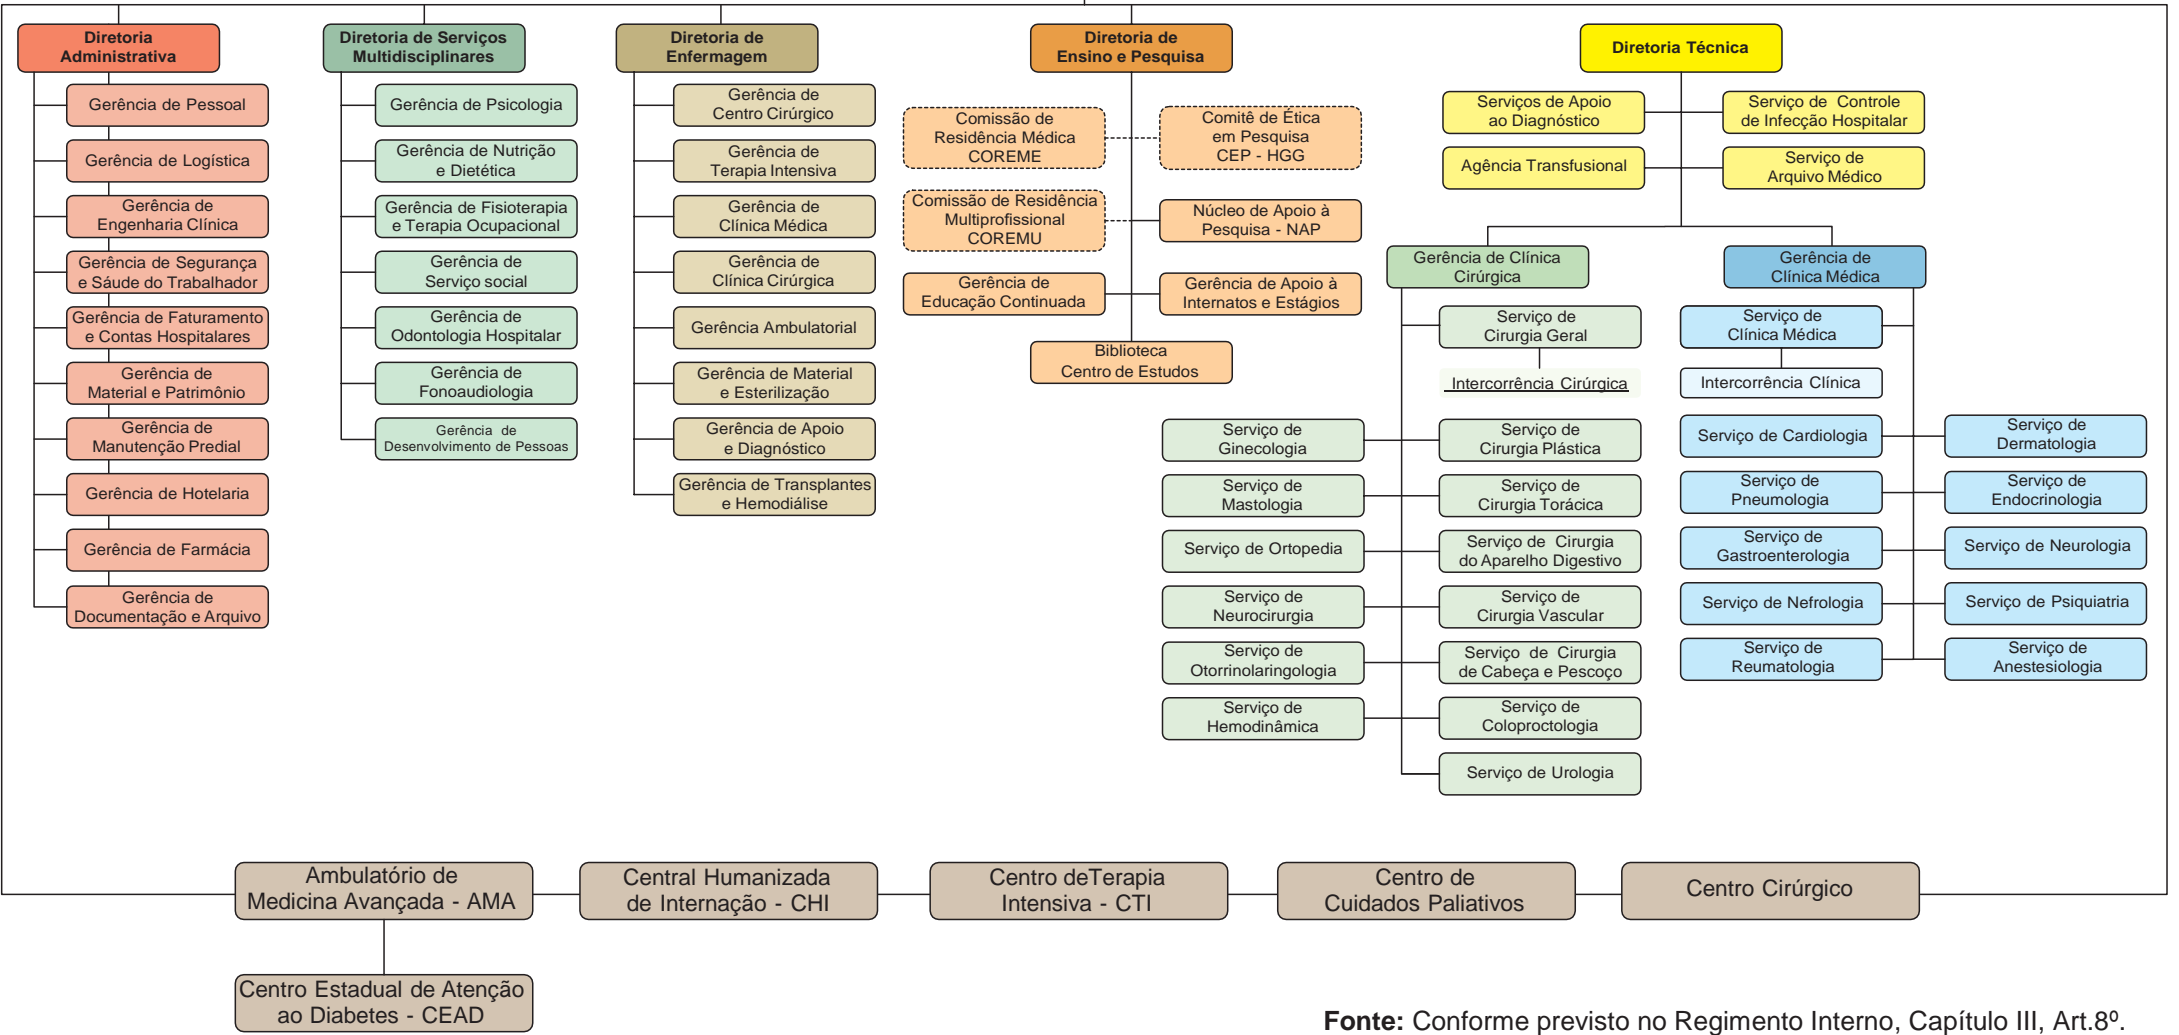 Diretoria
Administrativa
Gerência de Pessoal
Gerência de Logística
Gerência de
Engenharia Clínica
Gerência de Segurança
e Sáude do Trabalhador
Gerência de Faturamento
e Contas Hospitalares
Gerência de
Material e Patrimônio
Gerência de
Manutenção Predial
Gerência de Hotelaria
Gerência de Farmácia
Gerência de
Documentação e Arquivo
Diretoria de Serviços
Multidisciplinares
Gerência de Psicologia
Gerência de Nutrição
e Dietética
Gerência de Fisioterapia
e Terapia Ocupacional
Gerência de
Serviço social
Gerência de
Odontologia Hospitalar
Gerência de
Fonoaudiologia
Gerência de
Desenvolvimento de Pessoas
Diretoria de
Enfermagem
Gerência de
Centro Cirúrgico
Gerência de
Terapia Intensiva
Gerência de
Clínica Médica
Gerência de
Clínica Cirúrgica
Gerência Ambulatorial
Gerência de Material
e Esterilização
Gerência de Apoio
e Diagnóstico
Gerência de Transplantes
e Hemodiálise
Diretoria de
Ensino e Pesquisa
Comissão de
Residência Médica
COREME
Comitê de Ética
em Pesquisa
CEP - HGG
Comissão de Residência
Multiprofissional
COREMU
Núcleo de Apoio à
Pesquisa - NAP
Gerência de
Educação Continuada
Gerência de Apoio à
Internatos e Estágios
Biblioteca
Centro de Estudos
Diretoria Técnica
Serviços de Apoio
ao Diagnóstico
Serviço de Controle
de Infecção Hospitalar
Agência Transfusional
Serviço de
Arquivo Médico
Gerência de Clínica
Cirúrgica
Serviço de
Cirurgia Geral
Intercorrência Cirúrgica
Serviço de
Ginecologia
Serviço de
Cirurgia Plástica
Serviço de
Mastologia
Serviço de
Cirurgia Torácica
Serviço de Ortopedia
Serviço de Cirurgia
do Aparelho Digestivo
Serviço de
Neurocirurgia
Serviço de
Cirurgia Vascular
Serviço de
Otorrinolaringologia
Serviço de Cirurgia
de Cabeça e Pescoço
Serviço de
Hemodinâmica
Serviço de
Coloproctologia
Serviço de Urologia
Gerência de
Clínica Médica
Serviço de
Clínica Médica
Intercorrência Clínica
Serviço de Cardiologia
Serviço de
Dermatologia
Serviço de
Pneumologia
Serviço de
Endocrinologia
Serviço de
Gastroenterologia
Serviço de Neurologia
Serviço de Nefrologia
Serviço de Psiquiatria
Serviço de
Reumatologia
Serviço de
Anestesiologia
Ambulatório de
Medicina Avançada - AMA
Central Humanizada
de Internação - CHI
Centro deTerapia
Intensiva - CTI
Centro de
Cuidados Paliativos
Centro Cirúrgico
Centro Estadual de Atenção
ao Diabetes - CEAD
Fonte: Conforme previsto no Regimento Interno, Capítulo III, Art.8º.